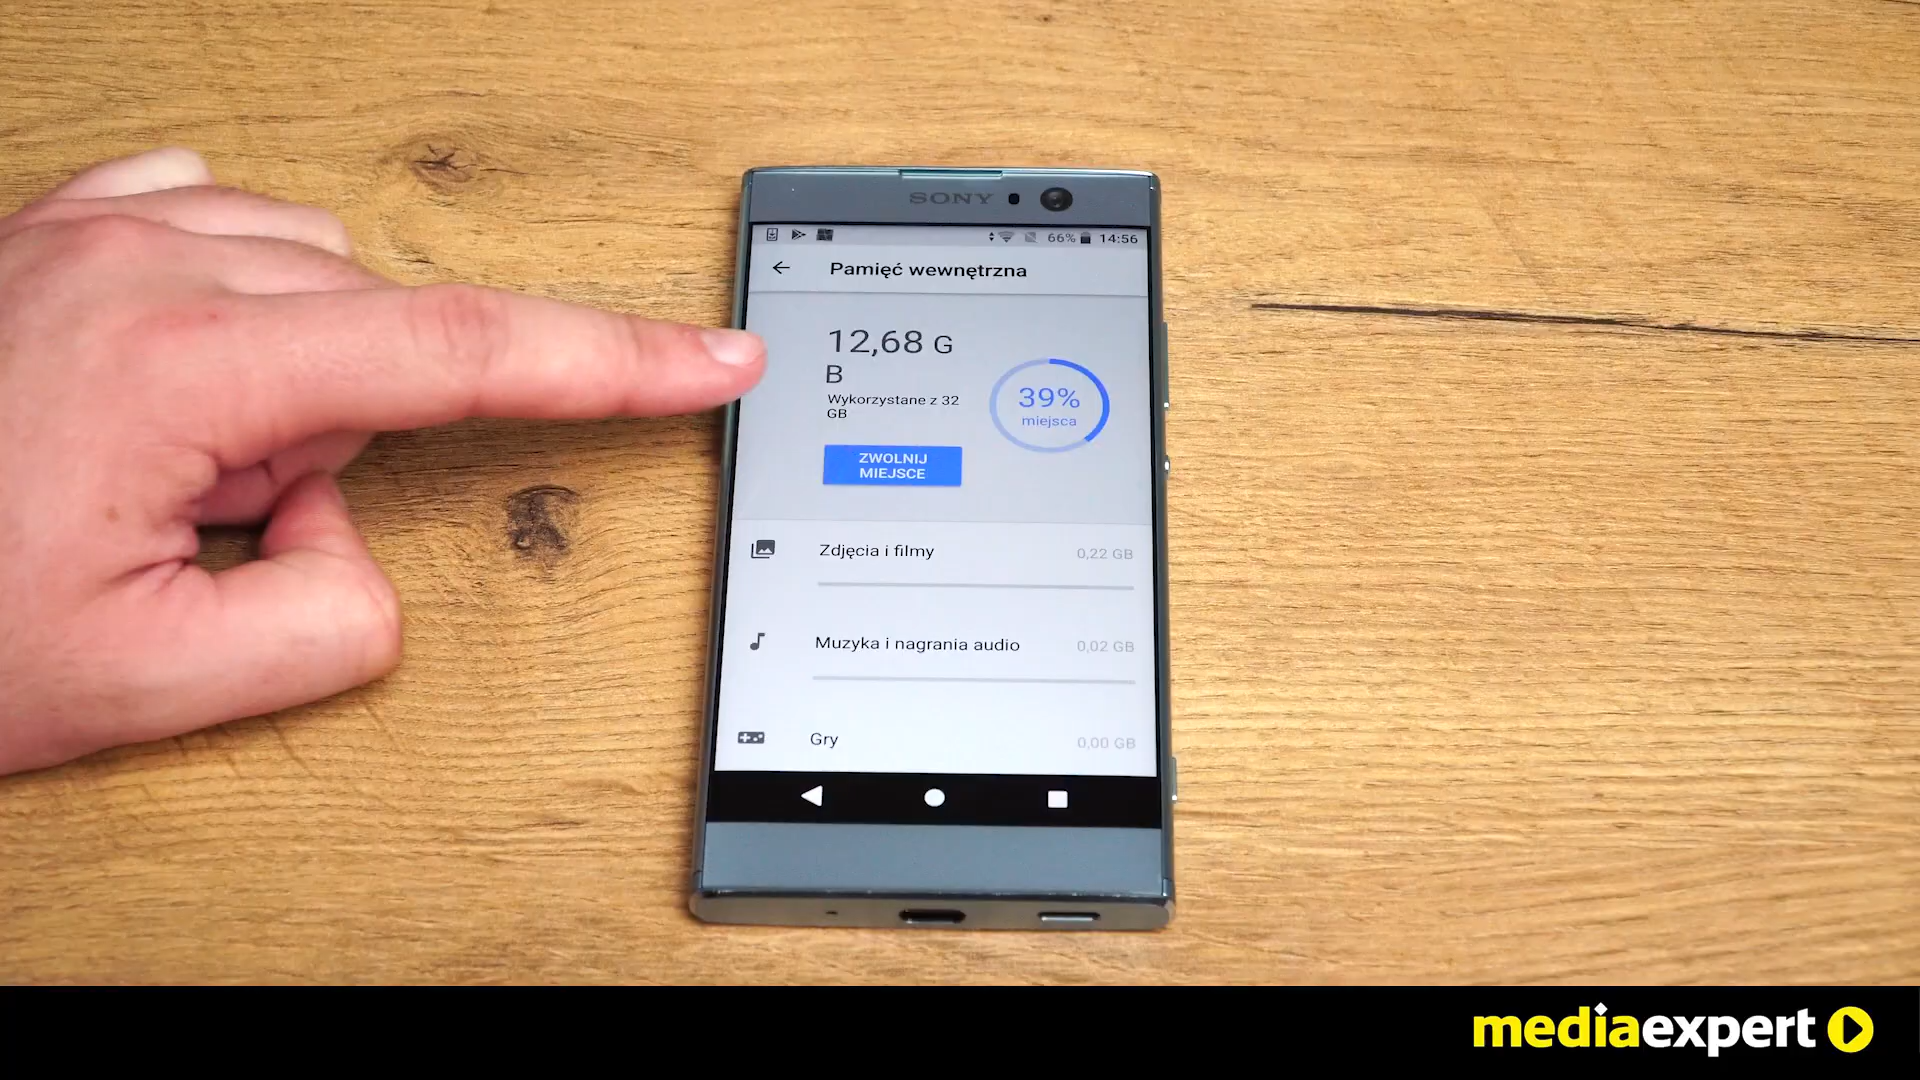 SONY
66% 14:56
Pamięć wewnętrzna
12,68 G
B
Wykorzystane z 32
GB
39%
miejsca
ZWOLNIJ
MIEJSCE
Zdjęcia i filmy 0,22 GB
Muzyka i nagrania audio 0,02 GB
Gry 0,00 GB
mediaexpert